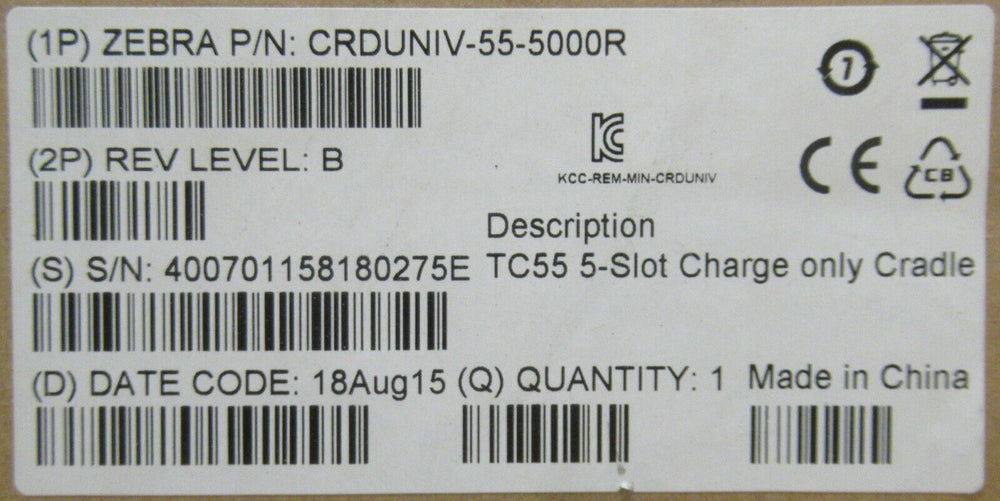 (1P) ZEBRA P/N: CRDUNIV-55-5000R
7
KC
KCC-REM-MIN-CRDUNIV
CE
CB
(2P) REV LEVEL: B
Description
(S) S/N: 400701158180275E
TC55 5-Slot Charge only Cradle
(D) DATE CODE: 18Aug15
(Q) QUANTITY: 1
Made in China